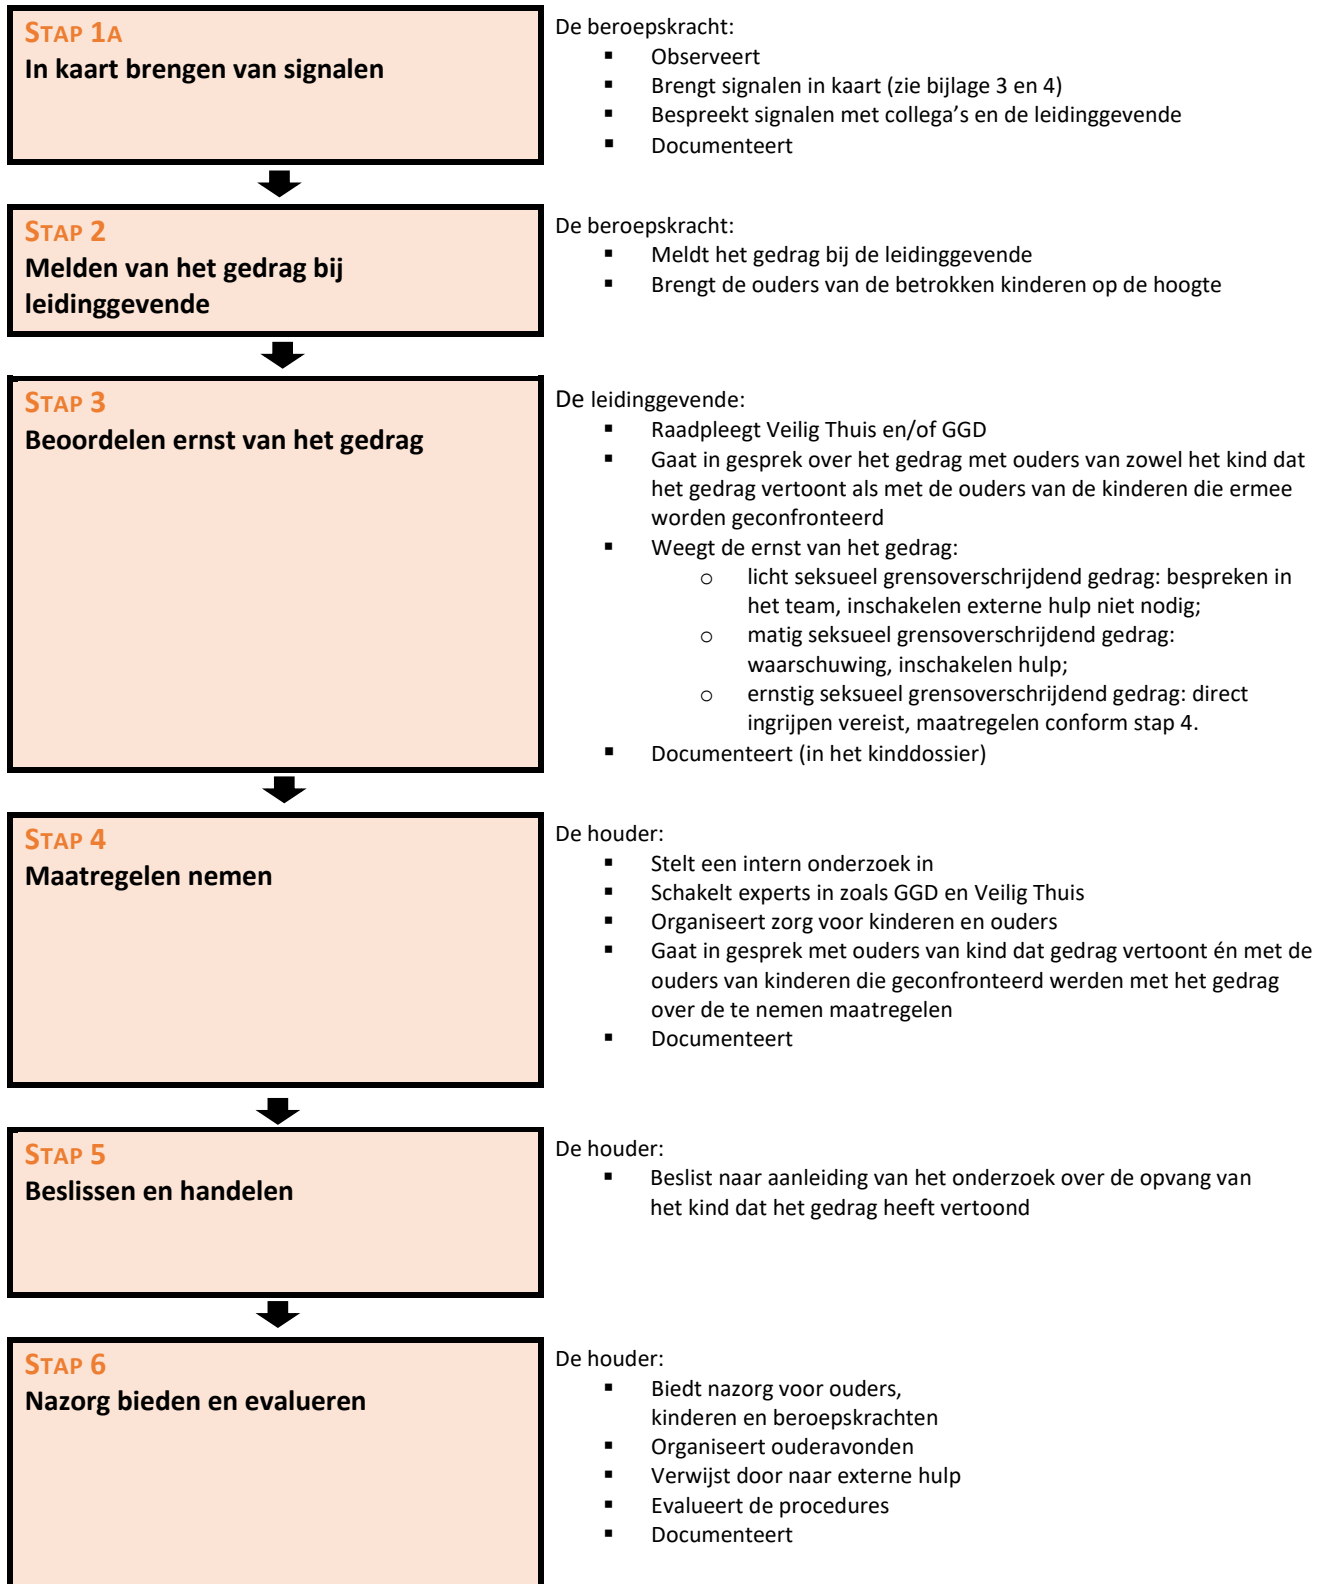 STAP 1A
In kaart brengen van signalen
De beroepskracht:
▪ Observeert
▪ Brengt signalen in kaart (zie bijlage 3 en 4)
▪ Bespreekt signalen met collega’s en de leidinggevende
▪ Documenteert
STAP 2
Melden van het gedrag bij
leidinggevende
De beroepskracht:
▪ Meldt het gedrag bij de leidinggevende
▪ Brengt de ouders van de betrokken kinderen op de hoogte
STAP 3
Beoordelen ernst van het gedrag
De leidinggevende:
▪ Raadpleegt Veilig Thuis en/of GGD
▪ Gaat in gesprek over het gedrag met ouders van zowel het kind dat
het gedrag vertoont als met de ouders van de kinderen die ermee
worden geconfronteerd
▪ Weegt de ernst van het gedrag:
o licht seksueel grensoverschrijdend gedrag: bespreken in
het team, inschakelen externe hulp niet nodig;
o matig seksueel grensoverschrijdend gedrag:
waarschuwing, inschakelen hulp;
o ernstig seksueel grensoverschrijdend gedrag: direct
ingrijpen vereist, maatregelen conform stap 4.
▪ Documenteert (in het kinddossier)
STAP 4
Maatregelen nemen
De houder:
▪ Stelt een intern onderzoek in
▪ Schakelt experts in zoals GGD en Veilig Thuis
▪ Organiseert zorg voor kinderen en ouders
▪ Gaat in gesprek met ouders van kind dat gedrag vertoont én met de
ouders van kinderen die geconfronteerd werden met het gedrag
over de te nemen maatregelen
▪ Documenteert
STAP 5
Beslissen en handelen
De houder:
▪ Beslist naar aanleiding van het onderzoek over de opvang van
het kind dat het gedrag heeft vertoond
STAP 6
Nazorg bieden en evalueren
De houder:
▪ Biedt nazorg voor ouders,
kinderen en beroepskrachten
▪ Organiseert ouderavonden
▪ Verwijst door naar externe hulp
▪ Evalueert de procedures
▪ Documenteert